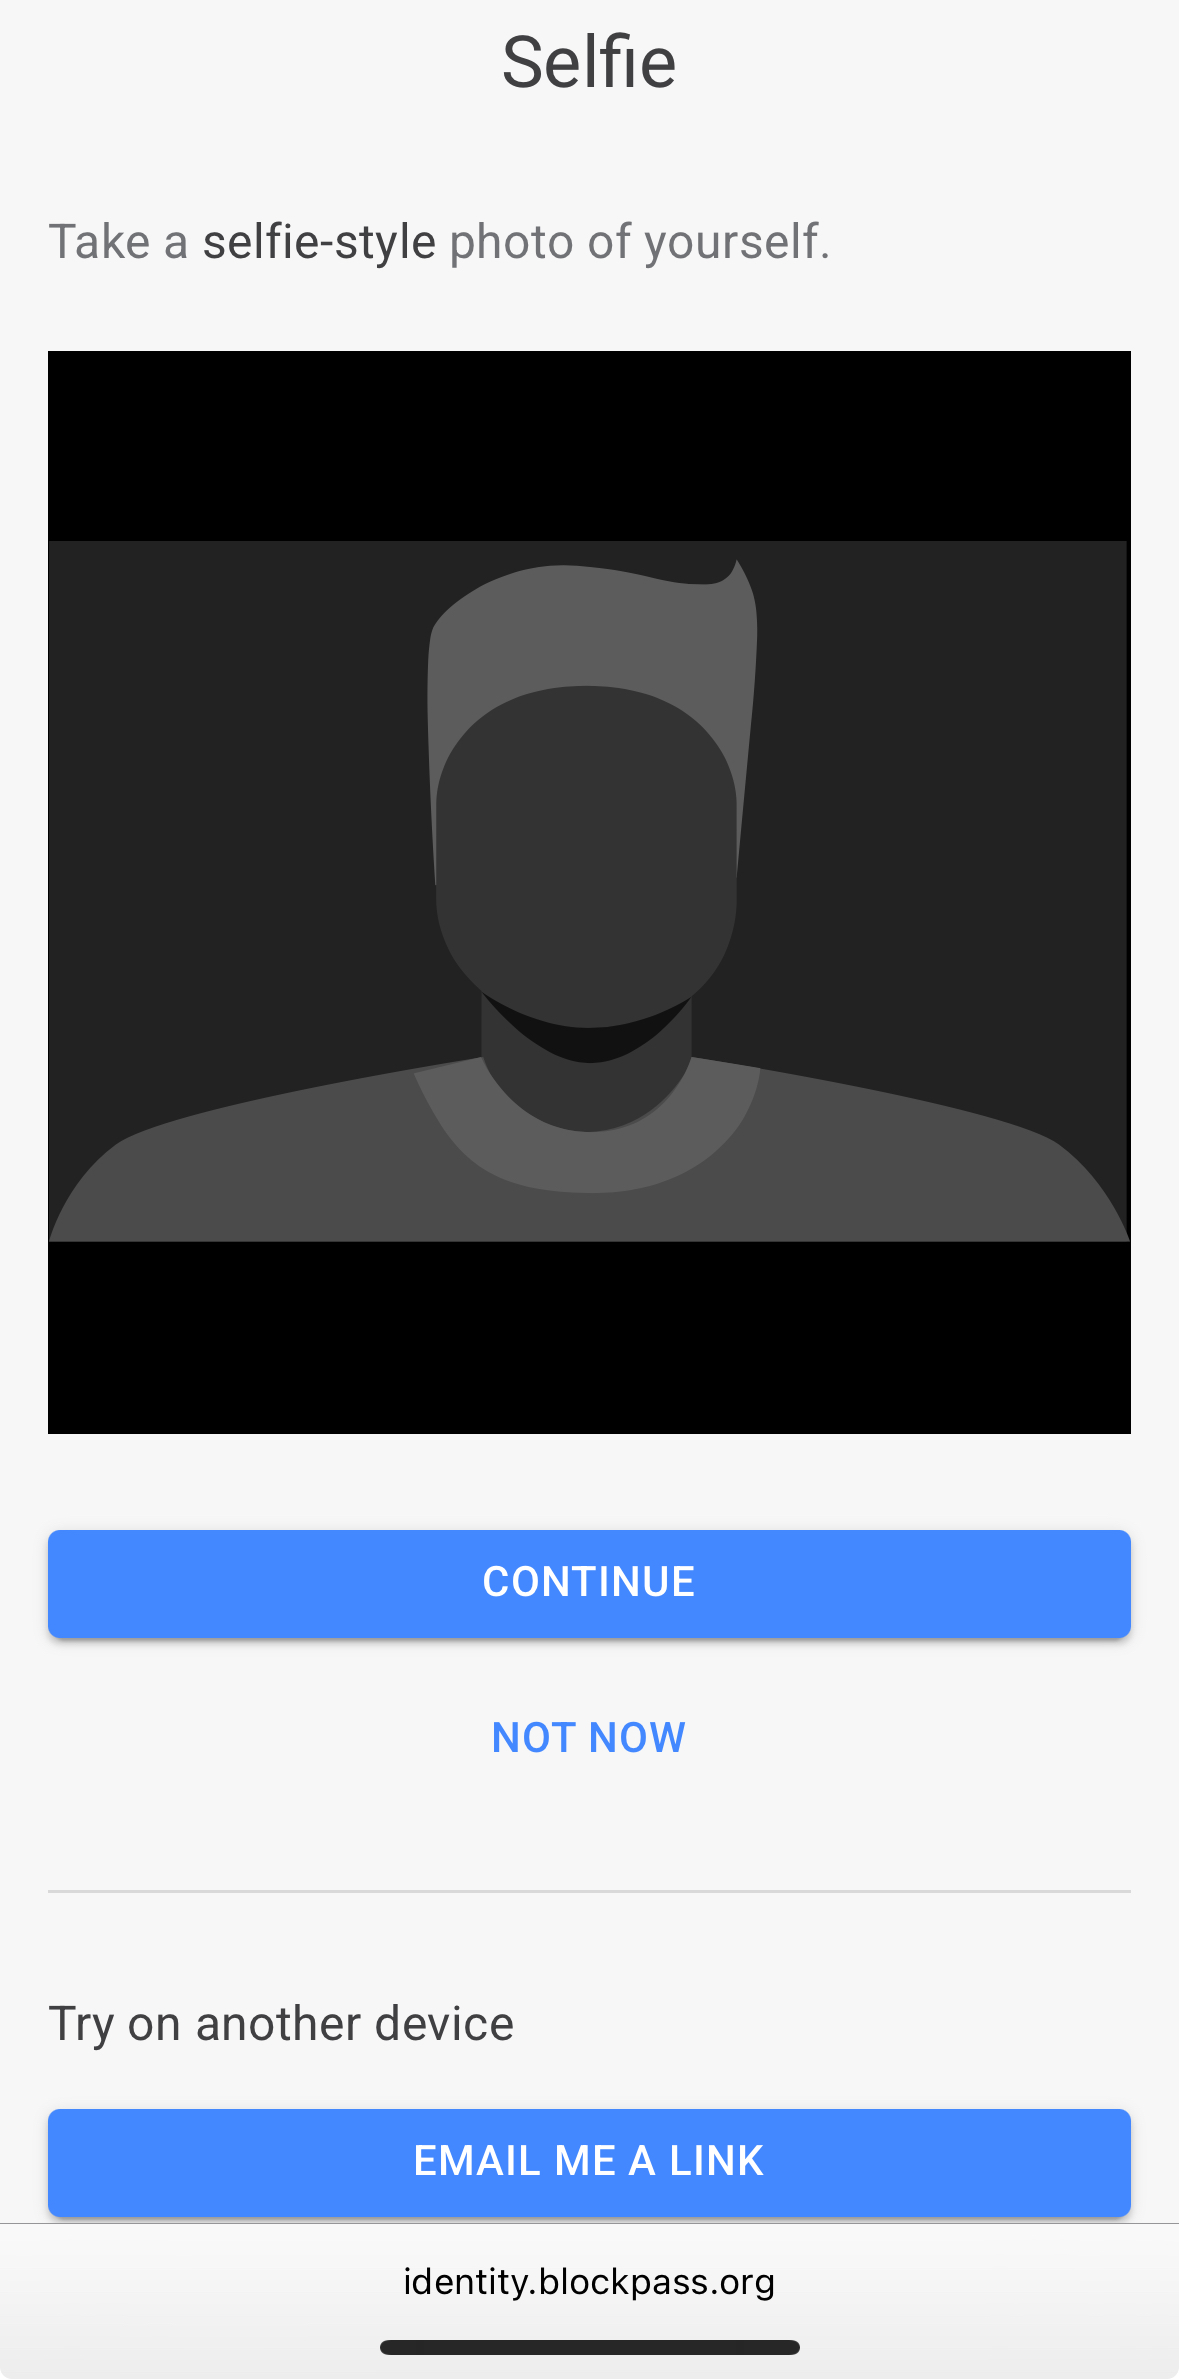 Selfie
Take a selfie-style photo of yourself.
CONTINUE
NOT NOW
Try on another device
EMAIL ME A LINK
identity.blockpass.org